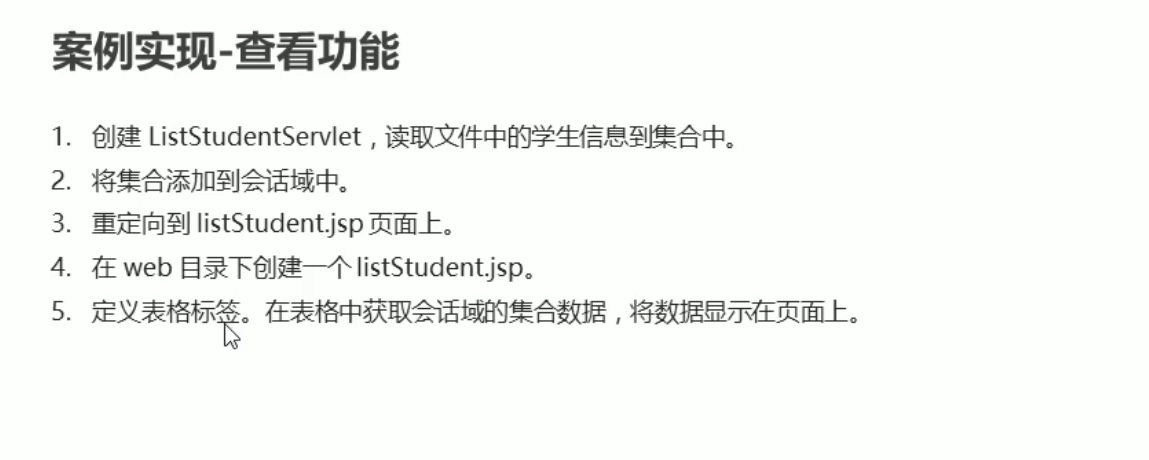 案例实现-查看功能
1. 创建 ListStudentServlet，读取文件中的学生信息到集合中。
2. 将集合添加到会话域中。
3. 重定向到 listStudent.jsp 页面上。
4. 在 web 目录下创建一个 listStudent.jsp。
5. 定义表格标签。在表格中获取会话域的集合数据，将数据显示在页面上。